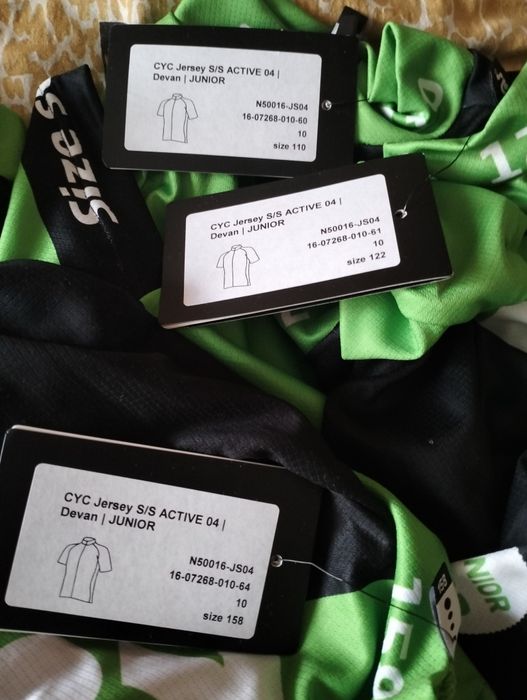 CYC Jersey S/S ACTIVE 04 |
Devan | JUNIOR
N50016-JS04
16-07268-010-60
10
size 110
Sizes
CYC Jersey S/S ACTIVE 04 |
Devan | JUNIOR
N50016-JS04
16-07268-010-61
10
size 122
CYC Jersey S/S ACTIVE 04 |
Devan | JUNIOR
N50016-JS04
16-07268-010-64
10
size 158
158